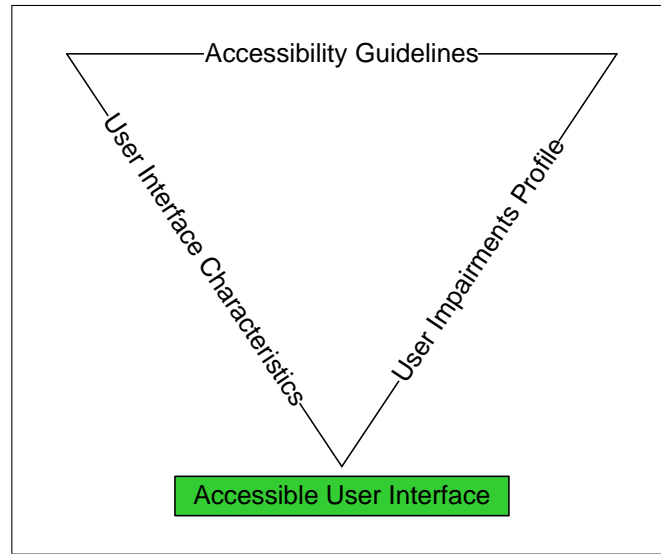 Accessibility Guidelines
User Interface Characteristics
User Impairments Profile
Accessible User Interface